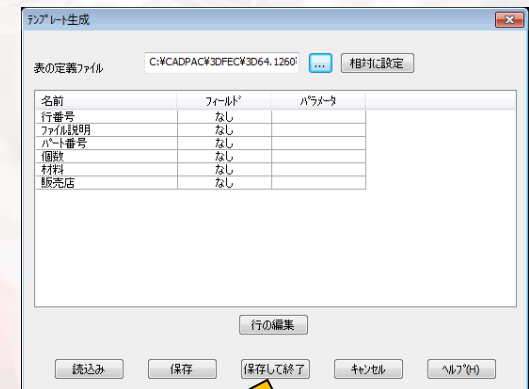 テンプレート生成
表の定義ファイル C:¥CADPAC¥3DFEC¥3D64.1260 ... 相対に設定
名前 フィールド パラメータ
行番号 なし
ファイル説明 なし
パート番号 なし
個数 なし
材料 なし
販売店 なし
行の編集
読込み 保存 保存して終了 キャンセル ヘルプ(H)